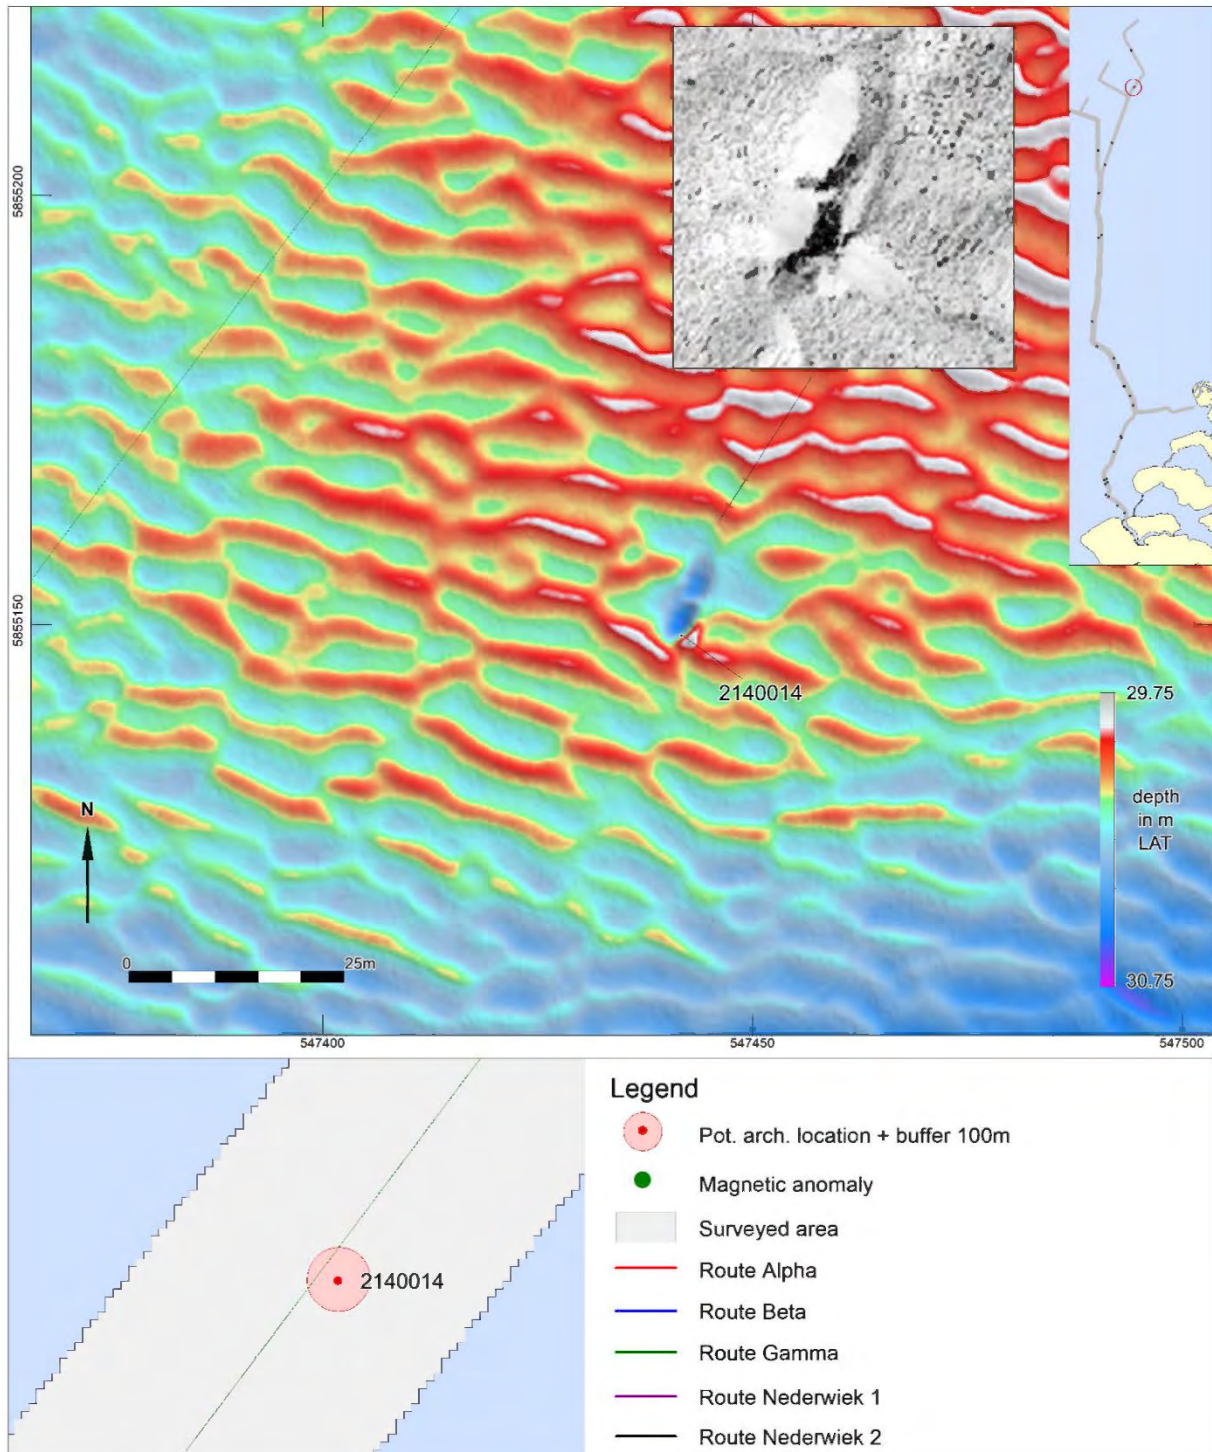 5855200
5855150
2140014
29.75
depth
in m
LAT
30.75
N
0 25m
547400 547450 547500
2140014
Legend
Pot. arch. location + buffer 100m
Magnetic anomaly
Surveyed area
Route Alpha
Route Beta
Route Gamma
Route Nederwiek 1
Route Nederwiek 2